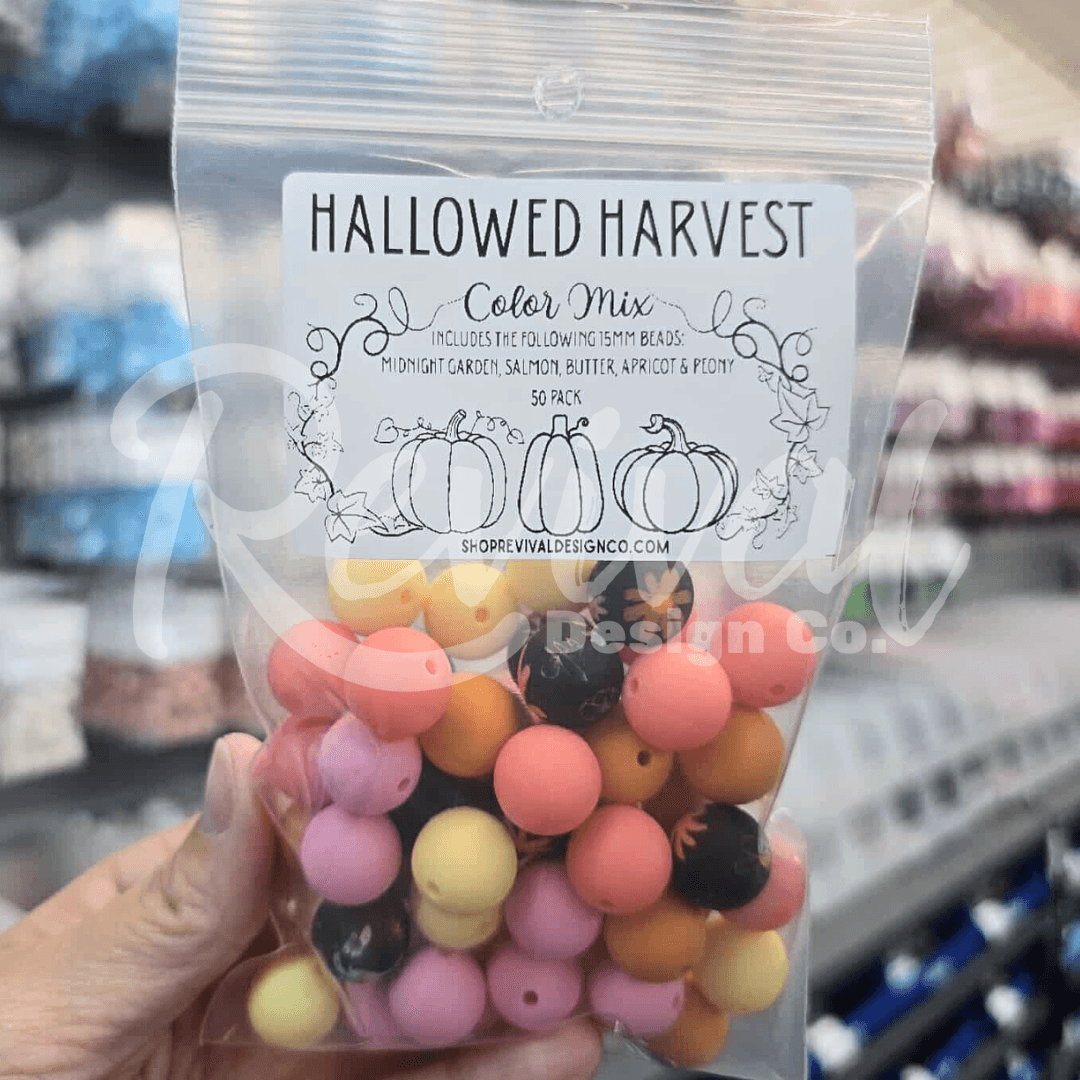 HALLOWED HARVEST
Color Mix
INCLUDES THE FOLLOWING 15MM BEADS:
MIDNIGHT GARDEN, SALMON, BUTTER, APRICOT & PEONY
50 PACK
SHOPREVIVALDESIGNCO.COM
Revival
Design Co.